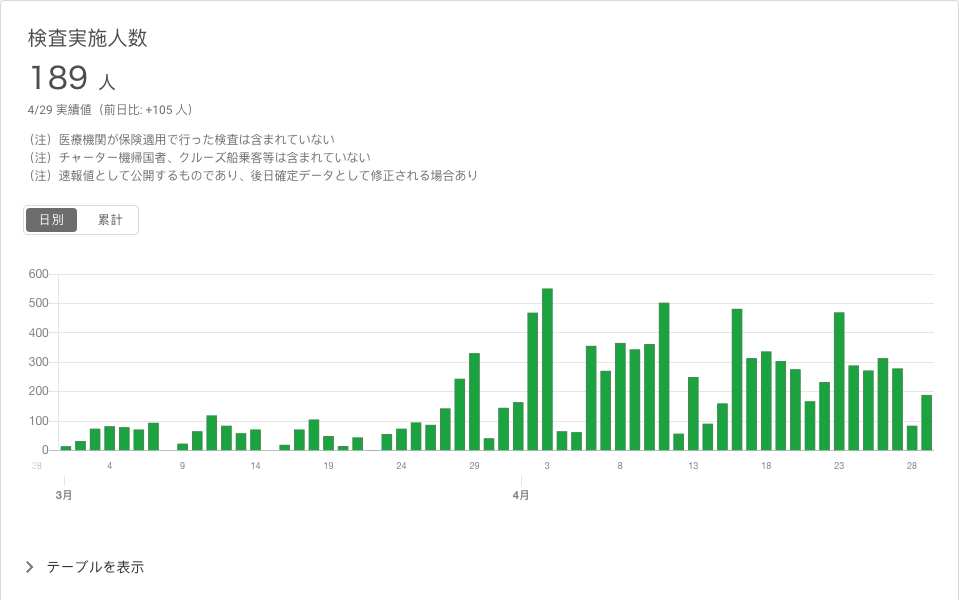 検査実施人数
189 人
4/29 実績値（前日比: +105 人）
（注）医療機関が保険適用で行った検査は含まれていない
（注）チャーター機帰国者、クルーズ船乗客等は含まれていない
（注）速報値として公開するものであり、後日確定データとして修正される場合あり
日別 累計
600
500
400
300
200
100
0
28 4 9 14 19 24 29 3 8 13 18 23 28
3月 4月
テーブルを表示